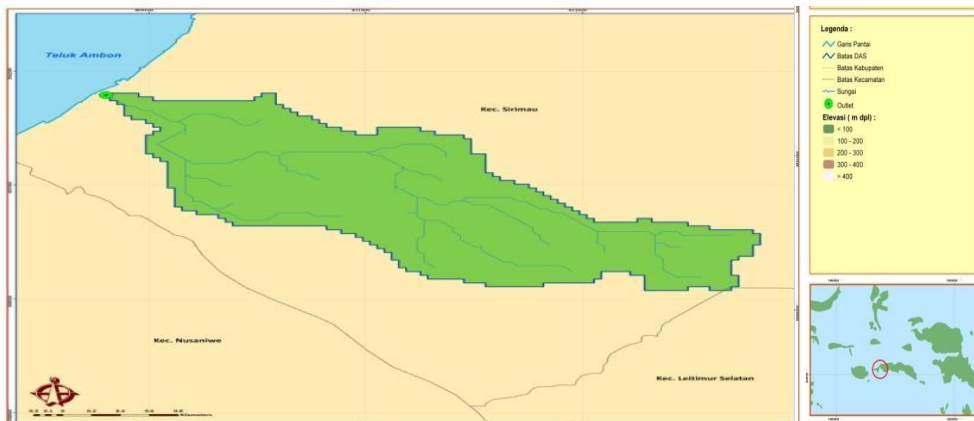 Teluk Ambon
Kec. Sirimau
Kec. Nusaniwe
Kec. Leitimur Selatan
Kilometers
Legenda :
Garis Pantai
Batas DAS
Batas Kabupaten
Batas Kecamatan
Sungai
Outlet
Elevasi ( m dpl) :
< 100
100 - 200
200 - 300
300 - 400
> 400